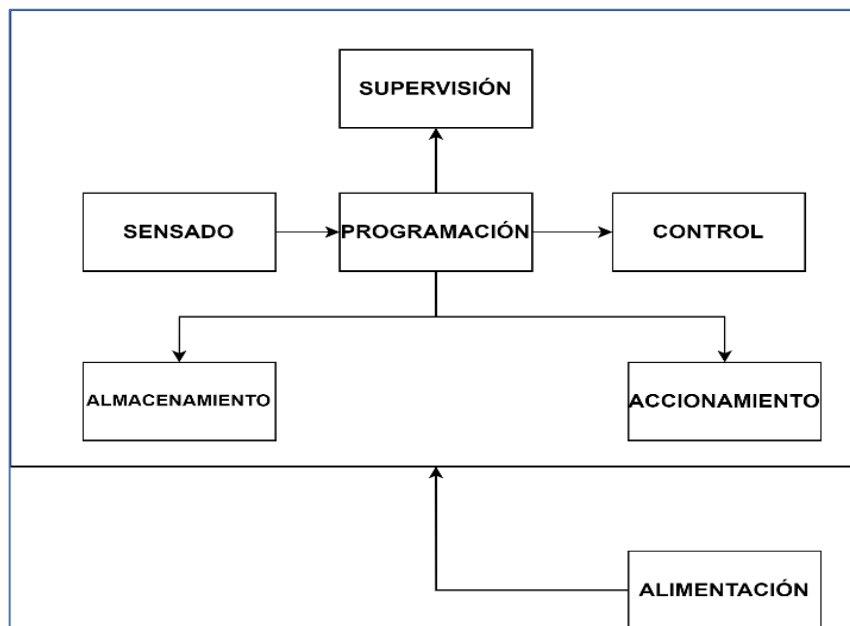 SUPERVISIÓN
SENSADO
PROGRAMACIÓN
CONTROL
ALMACENAMIENTO
ACCIONAMIENTO
ALIMENTACIÓN